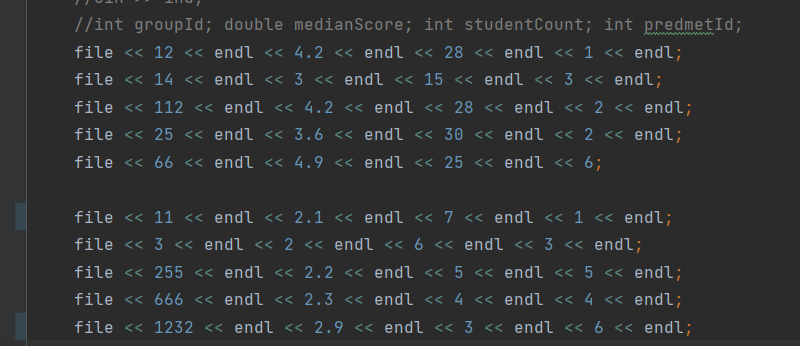 //int groupId; double medianScore; int studentCount; int predmetId;
file << 12 << endl << 4.2 << endl << 28 << endl << 1 << endl;
file << 14 << endl << 3 << endl << 15 << endl << 3 << endl;
file << 112 << endl << 4.2 << endl << 28 << endl << 2 << endl;
file << 25 << endl << 3.6 << endl << 30 << endl << 2 << endl;
file << 66 << endl << 4.9 << endl << 25 << endl << 6;
file << 11 << endl << 2.1 << endl << 7 << endl << 1 << endl;
file << 3 << endl << 2 << endl << 6 << endl << 3 << endl;
file << 255 << endl << 2.2 << endl << 5 << endl << 5 << endl;
file << 666 << endl << 2.3 << endl << 4 << endl << 4 << endl;
file << 1232 << endl << 2.9 << endl << 3 << endl << 6 << endl;